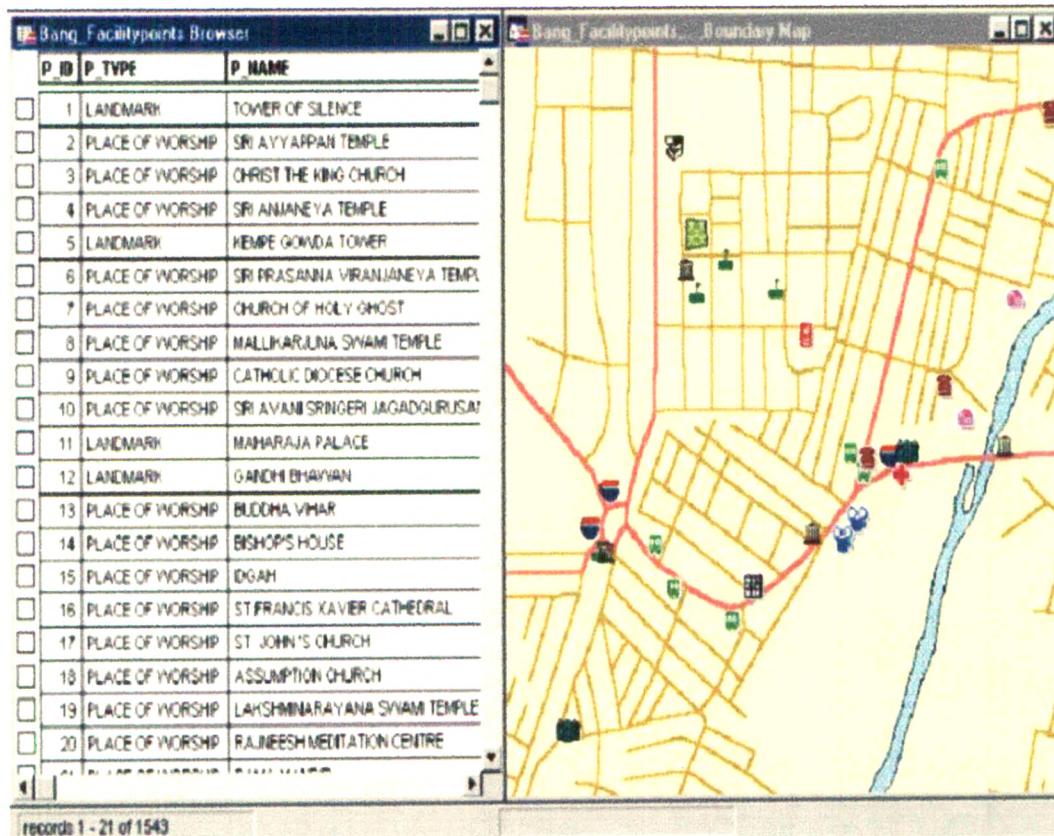 Bang_Facilitypoints Browser
P_ID P_TYPE P_NAME
1 LANDMARK TOWER OF SILENCE
2 PLACE OF WORSHIP SRI AYYAPPAN TEMPLE
3 PLACE OF WORSHIP CHRIST THE KING CHURCH
4 PLACE OF WORSHIP SRI ANJANEYA TEMPLE
5 LANDMARK KEMPE GOWDA TOWER
6 PLACE OF WORSHIP SRI PRASANNA VIRANJANEYA TEMPL
7 PLACE OF WORSHIP CHURCH OF HOLY GHOST
8 PLACE OF WORSHIP MALLIKARJUNA SWAMI TEMPLE
9 PLACE OF WORSHIP CATHOLIC DIOCESE CHURCH
10 PLACE OF WORSHIP SRI AVANI SRINGERI JAGADGURUSAN
11 LANDMARK MAHARAJA PALACE
12 LANDMARK GANDHI BHAVVAN
13 PLACE OF WORSHIP BUDDHA VIHAR
14 PLACE OF WORSHIP BISHOP'S HOUSE
15 PLACE OF WORSHIP IDGAH
16 PLACE OF WORSHIP ST.FRANCIS XAVIER CATHEDRAL
17 PLACE OF WORSHIP ST. JOHN'S CHURCH
18 PLACE OF WORSHIP ASSUMPTION CHURCH
19 PLACE OF WORSHIP LAKSHMINARAYANA SWAMI TEMPLE
20 PLACE OF WORSHIP RAJNEESH MEDITATION CENTRE
records 1 - 21 of 1543
Bang_Facilitypoints,..._Boundary Map